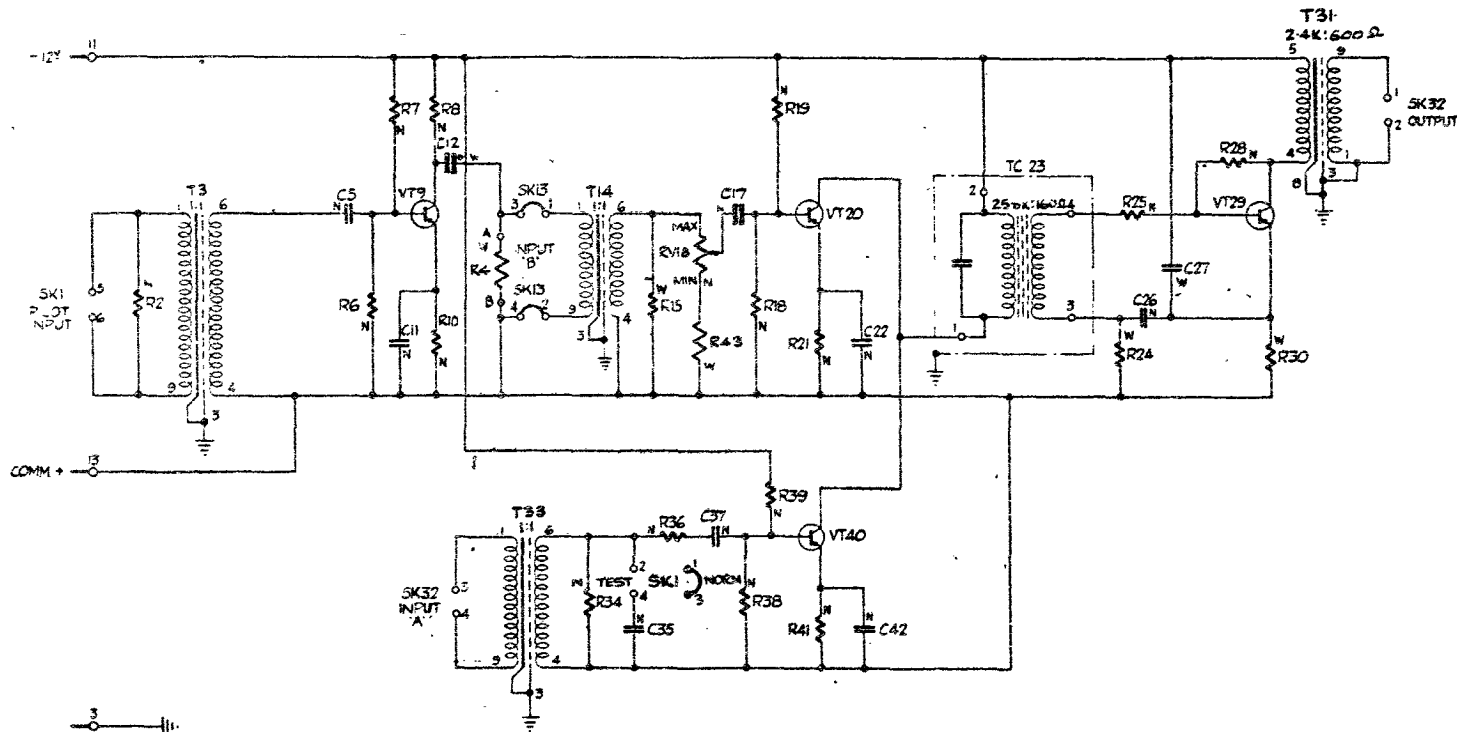 T31
2·4K:600 Ω
-12V
11
5
9
R7
N
R8
N
R19
N
C12
SK32
OUTPUT
1
2
4
1
8
3
R28
N
T3
1
6
C5
N
VT9
SK13
3
1
T14
1
6
C17
N
VT20
TC 23
2
4
R25
N
VT29
A
W
R4
B
INPUT
'B'
SK13
4
2
9
3
4
MAX
RV18
MIN
N
SK1
PILOT
INPUT
5
6
R2
R6
N
C11
N
R10
N
W
R15
R43
W
R18
N
R21
N
C22
N
1
3
C26
N
C27
W
W
R24
W
R30
9
4
3
COMM +
13
T33
1:1
1
6
R36
N
C37
N
R39
N
VT40
SK32
INPUT
'A'
3
4
R34
TEST
2
4
SK1
1
3
NORM
N
R38
C35
N
R41
N
C42
N
9
4
3
3